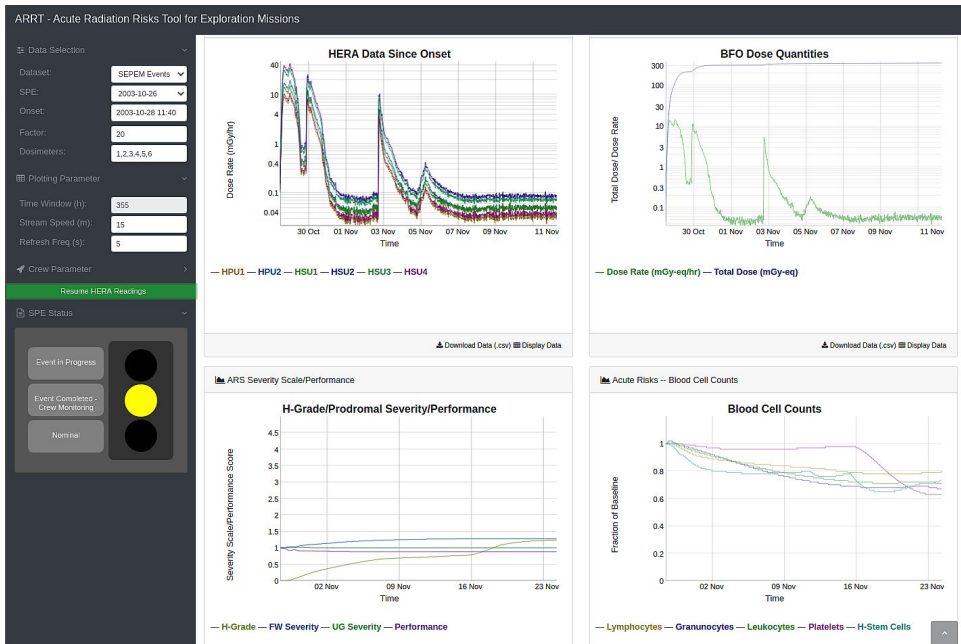 ARRT - Acute Radiation Risks Tool for Exploration Missions
Data Selection
Dataset: SEPEM Events
SPE: 2003-10-26
Onset: 2003-10-28 11:40
Factor: 20
Dosimeters: 1,2,3,4,5,6
Plotting Parameter
Time Window (h): 355
Stream Speed (m): 15
Refresh Freq (s): 5
Crew Parameter
Resume HERA Readings
SPE Status
Event in Progress
Event Completed -
Crew Monitoring
Nominal
HERA Data Since Onset
Dose Rate (mGy/hr)
40
10
4
1
0.4
0.1
0.04
30 Oct 01 Nov 03 Nov 05 Nov 07 Nov 09 Nov 11 Nov
Time
— HPU1 — HPU2 — HSU1 — HSU2 — HSU3 — HSU4
Download Data (.csv) Display Data
BFO Dose Quantities
Total Dose/ Dose Rate
300
100
30
10
3
1
0.3
0.1
30 Oct 01 Nov 03 Nov 05 Nov 07 Nov 09 Nov 11 Nov
Time
— Dose Rate (mGy-eq/hr) — Total Dose (mGy-eq)
Download Data (.csv) Display Data
ARS Severity Scale/Performance
H-Grade/Prodromal Severity/Performance
Severity Scale/Performance Score
4.5
4
3.5
3
2.5
2
1.5
1
0.5
0
02 Nov 09 Nov 16 Nov 23 Nov
Time
— H-Grade — FW Severity — UG Severity — Performance
Acute Risks -- Blood Cell Counts
Blood Cell Counts
Fraction of Baseline
1
0.8
0.6
0.4
0.2
0
02 Nov 09 Nov 16 Nov 23 Nov
Time
— Lymphocytes — Granunocytes — Leukocytes — Platelets — H-Stem Cells